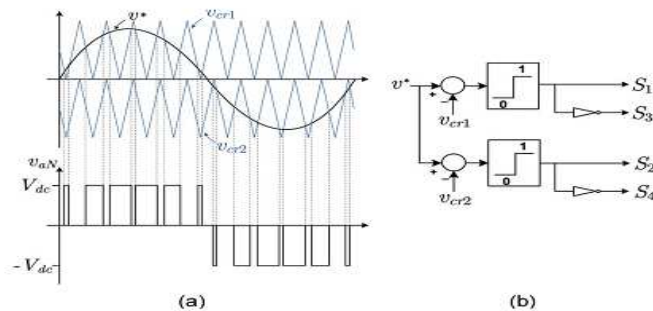 v*
v_cr1
v_cr2
v_aN
V_dc
-V_dc
(a)
v*
+
-
v_cr1
1
0
S_1
S_3
+
-
v_cr2
1
0
S_2
S_4
(b)